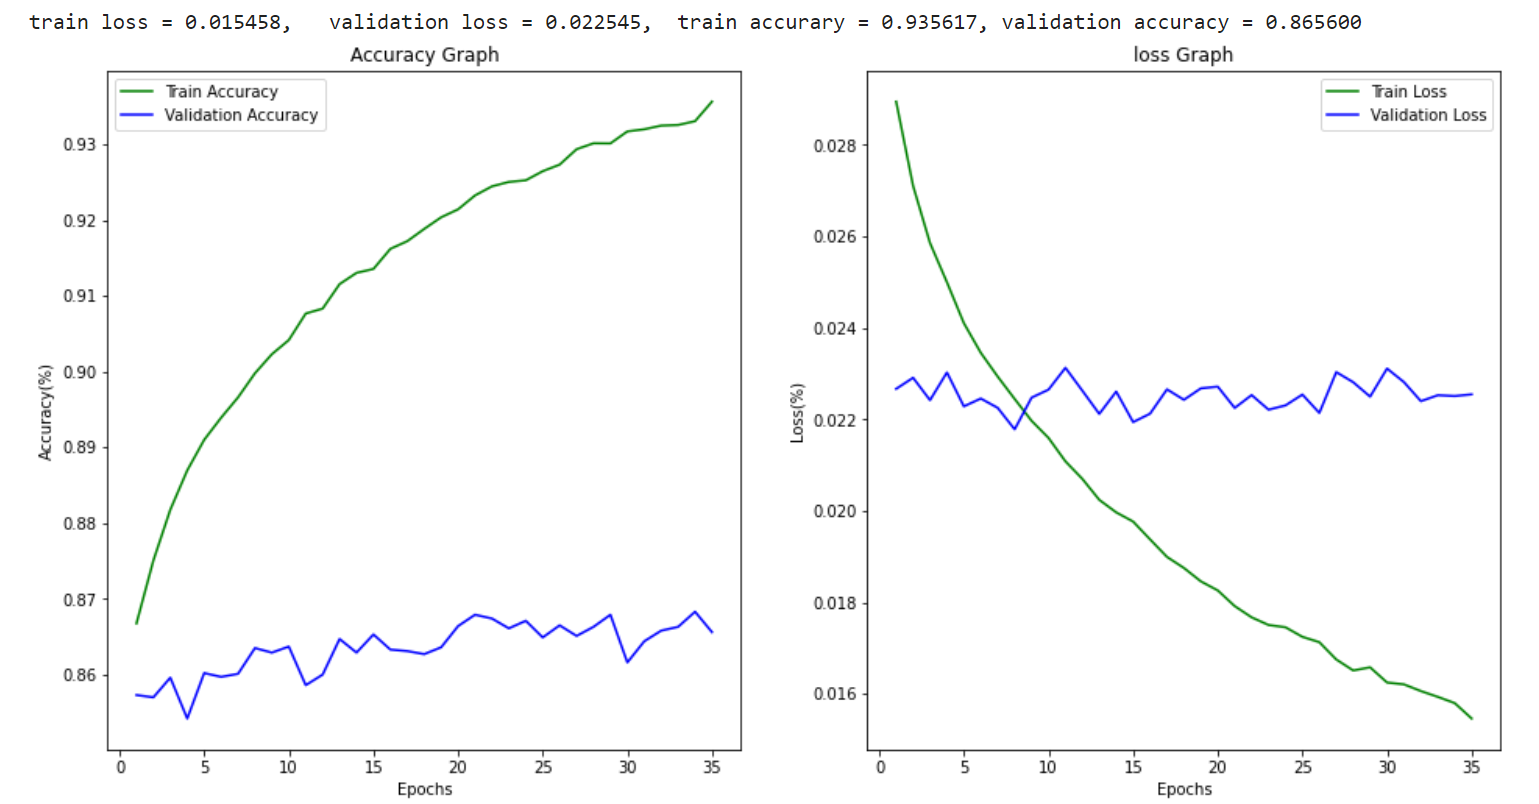 train loss = 0.015458,   validation loss = 0.022545,  train accurary = 0.935617, validation accuracy = 0.865600
Accuracy Graph
Train Accuracy
Validation Accuracy
0.93
0.92
0.91
0.90
0.89
0.88
0.87
0.86
Accuracy(%)
0 5 10 15 20 25 30 35
Epochs
loss Graph
Train Loss
Validation Loss
0.028
0.026
0.024
0.022
0.020
0.018
0.016
Loss(%)
0 5 10 15 20 25 30 35
Epochs